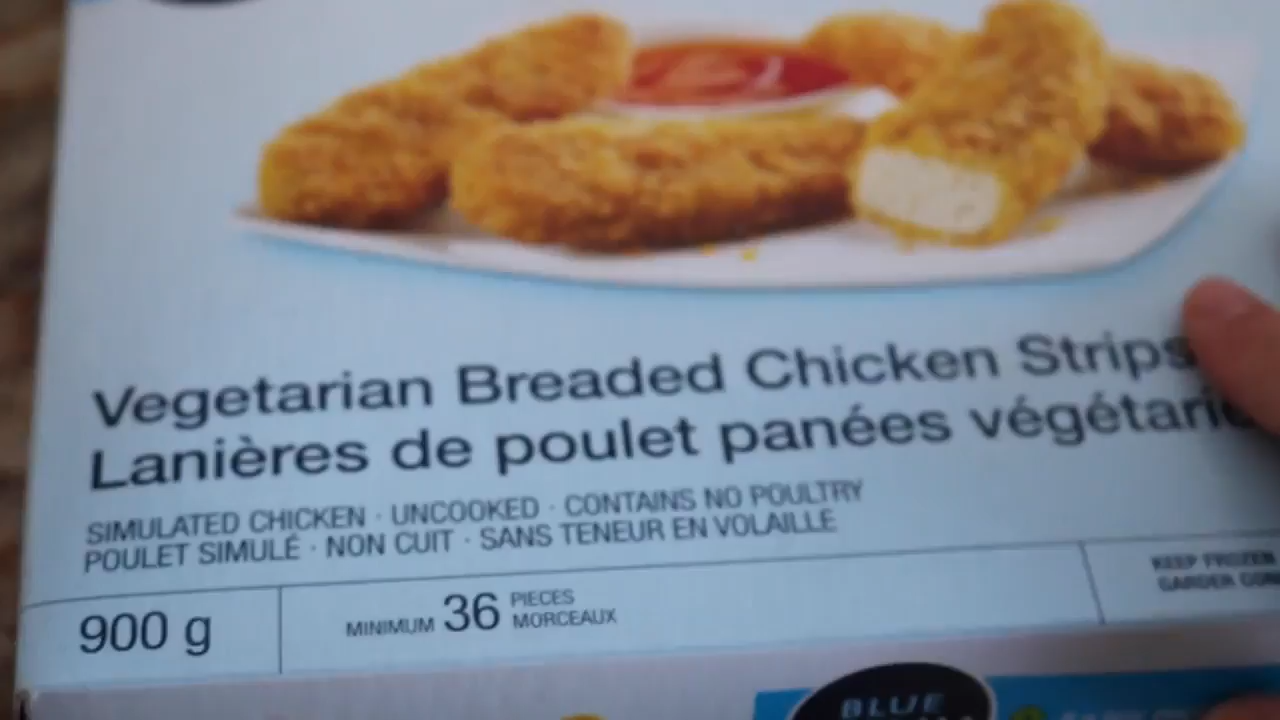 Vegetarian Breaded Chicken Strips
Lanières de poulet panées
SIMULATED CHICKEN · UNCOOKED · CONTAINS NO POULTRY
POULET SIMULÉ · NON CUIT · SANS TENEUR EN VOLAILLE
900 g
MINIMUM 36 PIECES
MORCEAUX
KEEP FROZEN
GARDER
BLUE